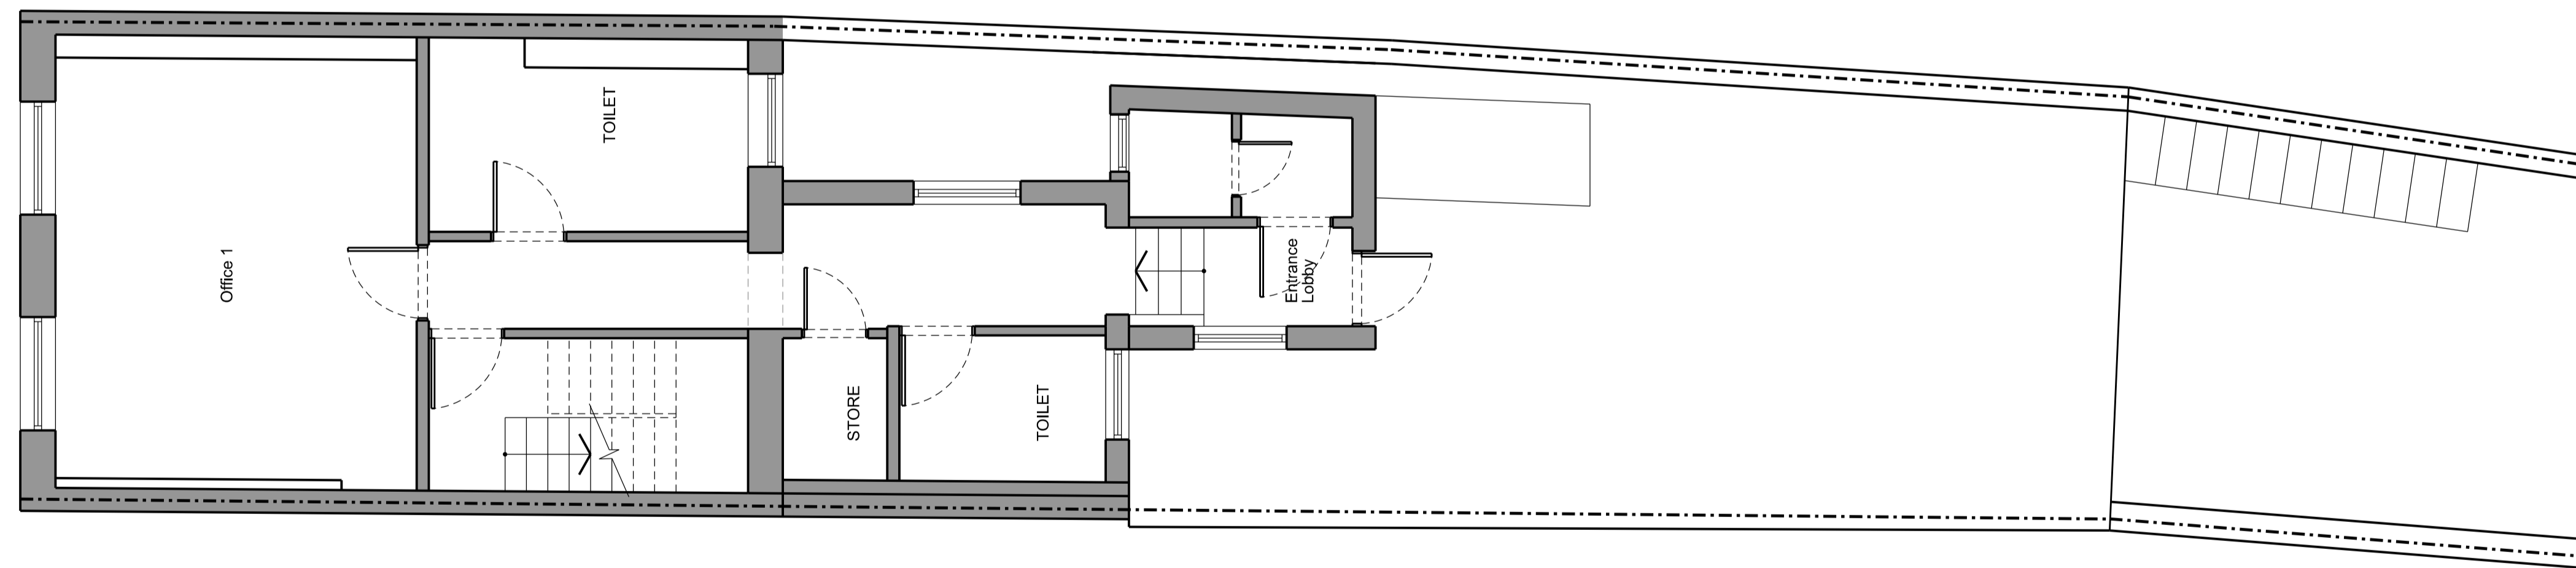 Office 1
TOILET
STORE
TOILET
Entrance
Lobby